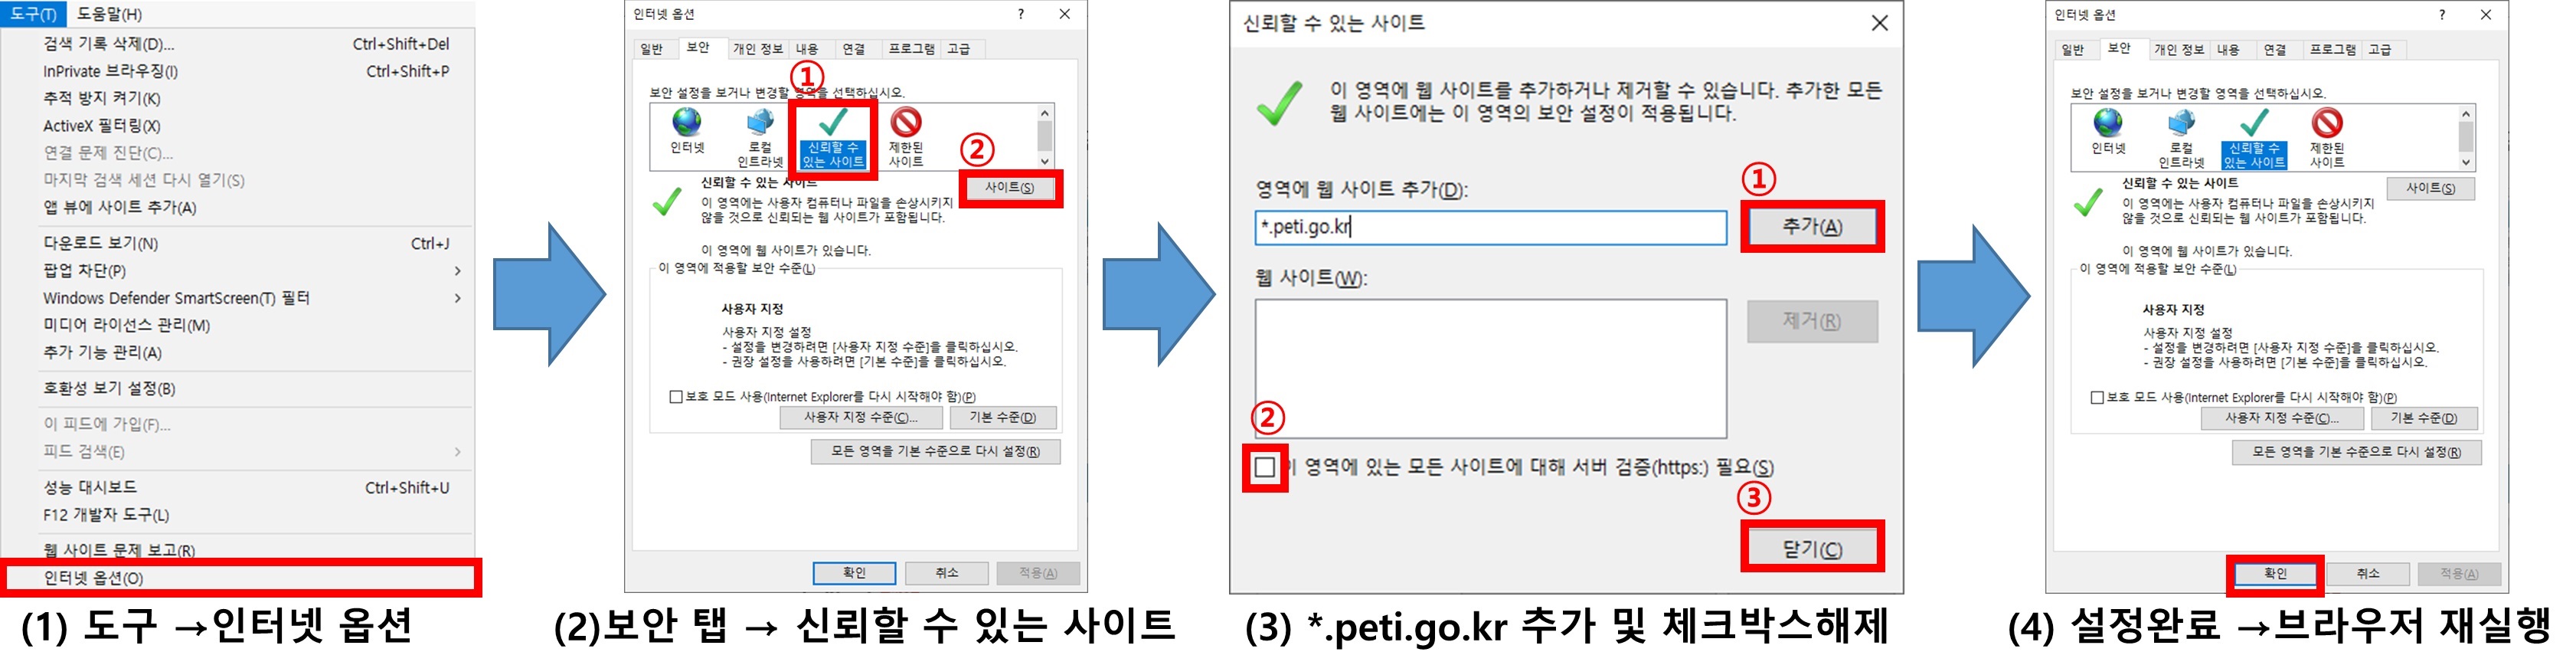 도구(T) 도움말(H)
검색 기록 삭제(D)... Ctrl+Shift+Del
InPrivate 브라우징(I) Ctrl+Shift+P
추적 방지 켜기(K)
ActiveX 필터링(X)
연결 문제 진단(C)...
마지막 검색 세션 다시 열기(S)
앱 뷰에 사이트 추가(A)
다운로드 보기(N) Ctrl+J
팝업 차단(P)
Windows Defender SmartScreen(T) 필터
미디어 라이선스 관리(M)
추가 기능 관리(A)
호환성 보기 설정(B)
이 피드에 가입(F)...
피드 검색(E)
성능 대시보드 Ctrl+Shift+U
F12 개발자 도구(L)
웹 사이트 문제 보고(R)
인터넷 옵션(O)
(1) 도구 →인터넷 옵션
인터넷 옵션 ?
일반 보안 개인 정보 내용 연결 프로그램 고급
①
보안 설정을 보거나 변경할 영역을 선택하십시오.
인터넷 로컬 인트라넷 신뢰할 수 있는 사이트 제한된 사이트
②
신뢰할 수 있는 사이트 사이트(S)
이 영역에는 사용자 컴퓨터나 파일을 손상시키지
않을 것으로 신뢰되는 웹 사이트가 포함됩니다.
이 영역에 웹 사이트가 있습니다.
이 영역에 적용할 보안 수준(L)
사용자 지정
사용자 지정 설정
- 설정을 변경하려면 [사용자 지정 수준]을 클릭하십시오.
- 권장 설정을 사용하려면 [기본 수준]을 클릭하십시오.
보호 모드 사용(Internet Explorer를 다시 시작해야 함)(P)
사용자 지정 수준(C)... 기본 수준(D)
모든 영역을 기본 수준으로 다시 설정(R)
확인 취소 적용(A)
(2)보안 탭 → 신뢰할 수 있는 사이트
신뢰할 수 있는 사이트
이 영역에 웹 사이트를 추가하거나 제거할 수 있습니다. 추가한 모든
웹 사이트에는 이 영역의 보안 설정이 적용됩니다.
영역에 웹 사이트 추가(D):
①
*.peti.go.kr 추가(A)
웹 사이트(W):
제거(R)
②
이 영역에 있는 모든 사이트에 대해 서버 검증(https:) 필요(S)
③
닫기(C)
(3) *.peti.go.kr 추가 및 체크박스해제
인터넷 옵션 ?
일반 보안 개인 정보 내용 연결 프로그램 고급
보안 설정을 보거나 변경할 영역을 선택하십시오.
인터넷 로컬 인트라넷 신뢰할 수 있는 사이트 제한된 사이트
신뢰할 수 있는 사이트 사이트(S)
이 영역에는 사용자 컴퓨터나 파일을 손상시키지
않을 것으로 신뢰되는 웹 사이트가 포함됩니다.
이 영역에 웹 사이트가 있습니다.
이 영역에 적용할 보안 수준(L)
사용자 지정
사용자 지정 설정
- 설정을 변경하려면 [사용자 지정 수준]을 클릭하십시오.
- 권장 설정을 사용하려면 [기본 수준]을 클릭하십시오.
보호 모드 사용(Internet Explorer를 다시 시작해야 함)(P)
사용자 지정 수준(C)... 기본 수준(D)
모든 영역을 기본 수준으로 다시 설정(R)
확인 취소 적용(A)
(4) 설정완료 →브라우저 재실행